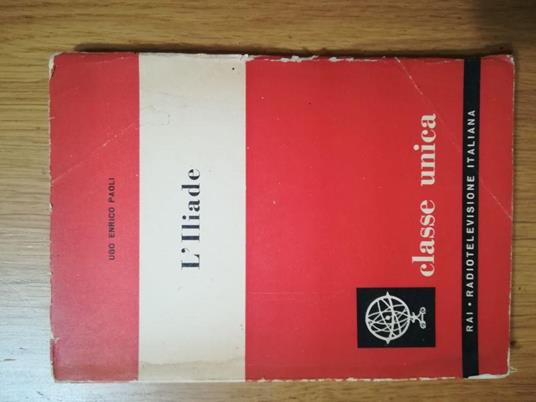 UGO ENRICO PAOLI
L'Iliade
classe unica
RAI • RADIOTELEVISIONE ITALIANA